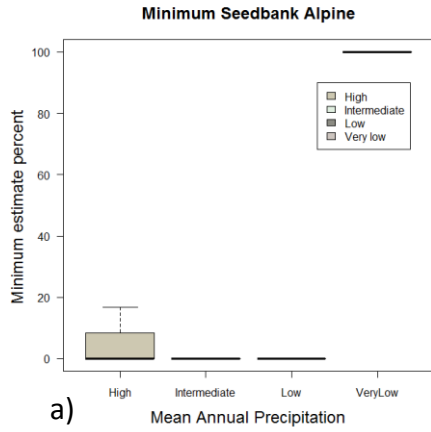 Minimum Seedbank Alpine
Minimum estimate percent
100
80
60
40
20
0
High
Intermediate
Low
Very low
High
Intermediate
Low
VeryLow
a)
Mean Annual Precipitation